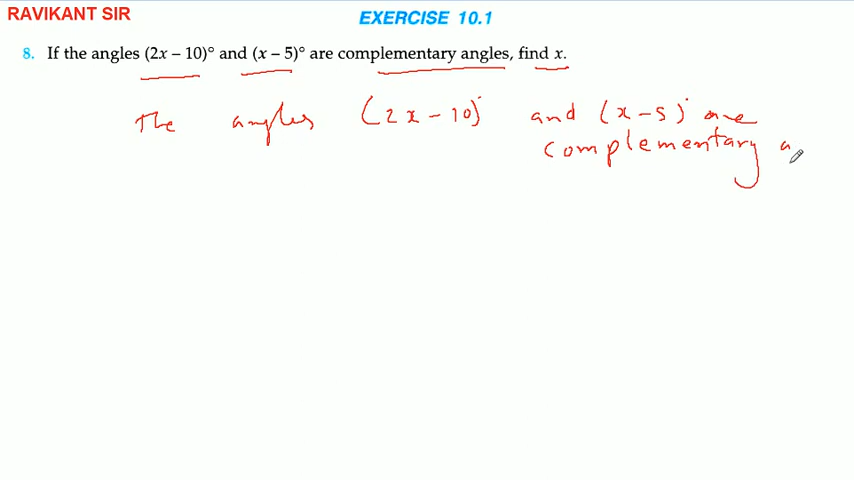 RAVIKANT SIR
EXERCISE 10.1
8. If the angles (2x – 10)° and (x – 5)° are complementary angles, find x.
The angles (2x – 10)° and (x – 5)° are
complementary a